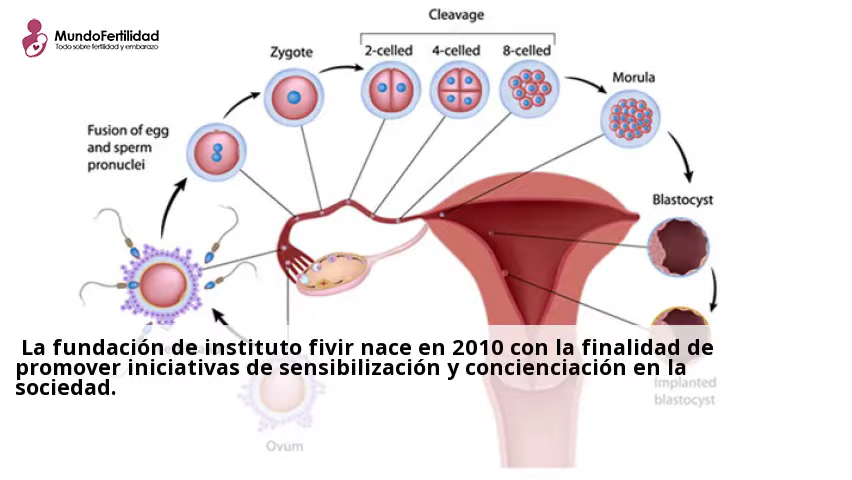 MundoFertilidad
Todo sobre fertilidad y embarazo
Cleavage
Zygote
2-celled
4-celled
8-celled
Morula
Fusion of egg
and sperm
pronuclei
Blastocyst
La fundación de instituto fivir nace en 2010 con la finalidad de
promover iniciativas de sensibilización y concienciación en la
sociedad.
Implanted
blastocyst
Ovum